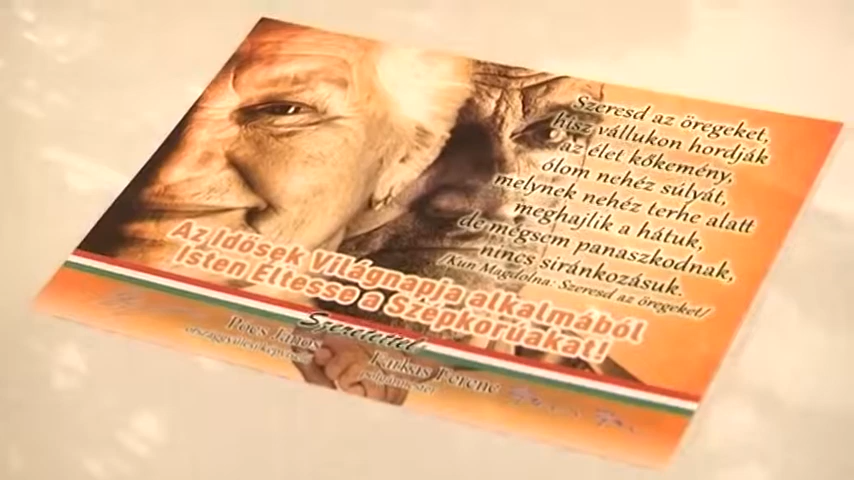 Szeresd az öregeket,
hisz vállukon hordják
az élet kőkemény,
ólom nehéz súlyát,
melynek nehéz terhe alatt
meghajlik a hátuk,
de mégsem panaszkodnak,
nincs siránkozásuk.
/Kun Magdolna: Szeresd az öregeket/
Az Idősek Világnapja alkalmából
Isten Éltesse a Szépkorúakat!
Szeretettel
Pócs János
országgyűlési képviselő
Farkas Ferenc
polgármester